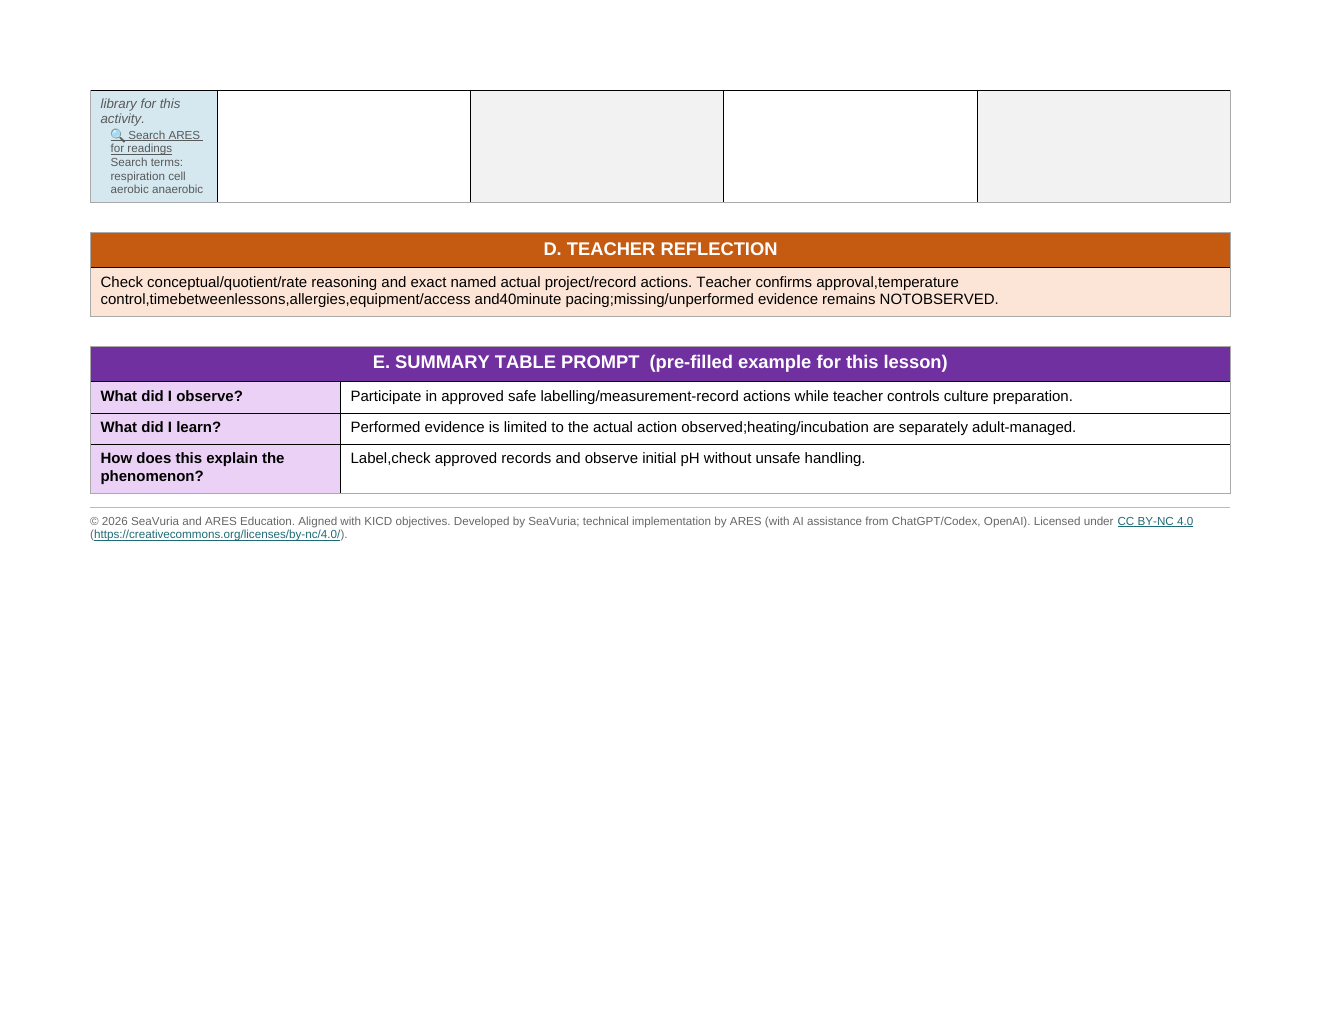 library for this
activity.
🔍 Search ARES
for readings
Search terms:
respiration cell
aerobic anaerobic
D. TEACHER REFLECTION
Check conceptual/quotient/rate reasoning and exact named actual project/record actions. Teacher confirms approval,temperature
control,timebetweenlessons,allergies,equipment/access and40minute pacing;missing/unperformed evidence remains NOTOBSERVED.
E. SUMMARY TABLE PROMPT  (pre-filled example for this lesson)
What did I observe?
Participate in approved safe labelling/measurement-record actions while teacher controls culture preparation.
What did I learn?
Performed evidence is limited to the actual action observed;heating/incubation are separately adult-managed.
How does this explain the
phenomenon?
Label,check approved records and observe initial pH without unsafe handling.
© 2026 SeaVuria and ARES Education. Aligned with KICD objectives. Developed by SeaVuria; technical implementation by ARES (with AI assistance from ChatGPT/Codex, OpenAI). Licensed under CC BY-NC 4.0
(https://creativecommons.org/licenses/by-nc/4.0/).